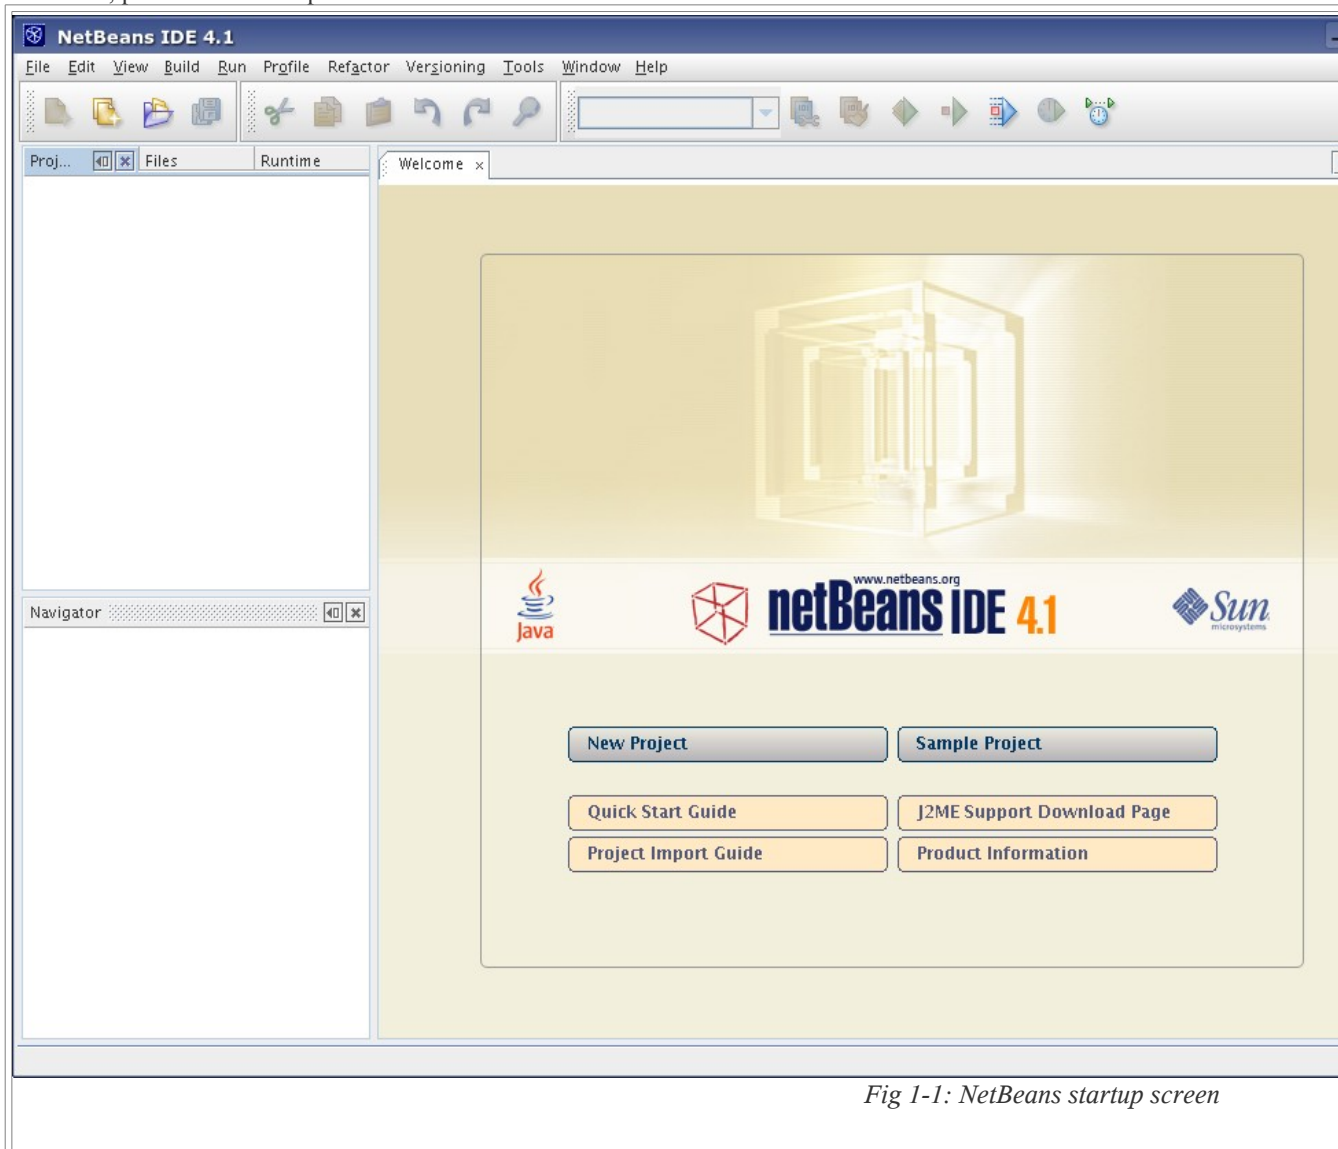 NetBeans IDE 4.1
File Edit View Build Run Profile Refactor Versioning Tools Window Help
Proj... Files Runtime
Welcome x
www.netbeans.org
Java netBeans IDE 4.1 Sun
microsystems
Navigator
New Project Sample Project
Quick Start Guide J2ME Support Download Page
Project Import Guide Product Information
Fig 1-1: NetBeans startup screen